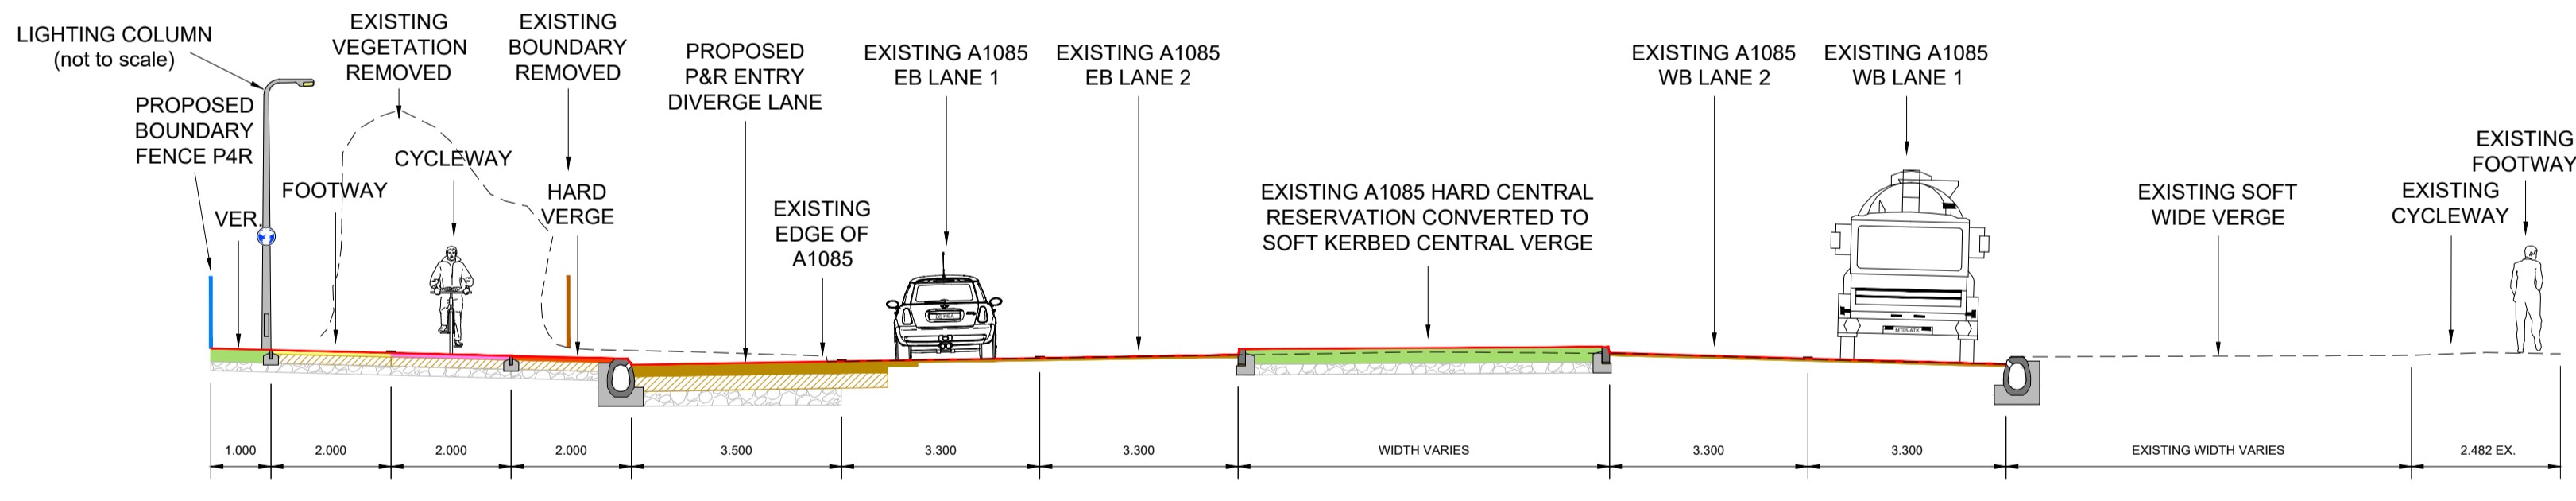 LIGHTING COLUMN
(not to scale)
EXISTING
VEGETATION
REMOVED
EXISTING
BOUNDARY
REMOVED
PROPOSED
P&R ENTRY
DIVERGE LANE
EXISTING A1085
EB LANE 1
EXISTING A1085
EB LANE 2
EXISTING A1085
WB LANE 2
EXISTING A1085
WB LANE 1
PROPOSED
BOUNDARY
FENCE P4R
VER.
FOOTWAY
CYCLEWAY
HARD
VERGE
EXISTING
EDGE OF
A1085
EXISTING A1085 HARD CENTRAL
RESERVATION CONVERTED TO
SOFT KERBED CENTRAL VERGE
EXISTING SOFT
WIDE VERGE
EXISTING
CYCLEWAY
EXISTING
FOOTWAY
1.000
2.000
2.000
2.000
3.500
3.300
3.300
WIDTH VARIES
3.300
3.300
EXISTING WIDTH VARIES
2.482 EX.